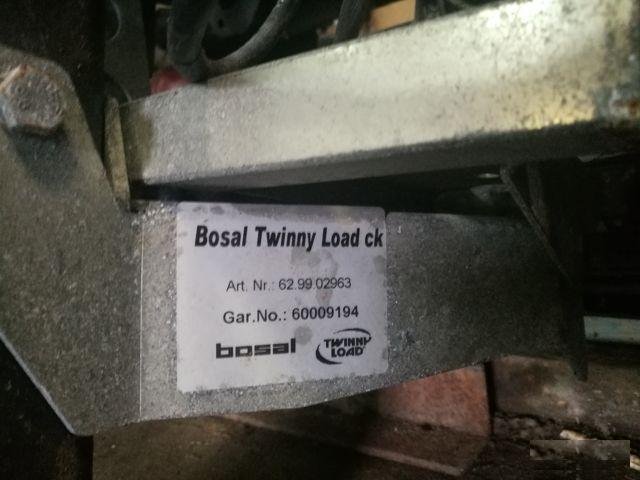 Bosal Twinny Load ck
Art. Nr.: 62.99.02963
Gar.No.: 60009194
bosal
TWINNY
LOAD